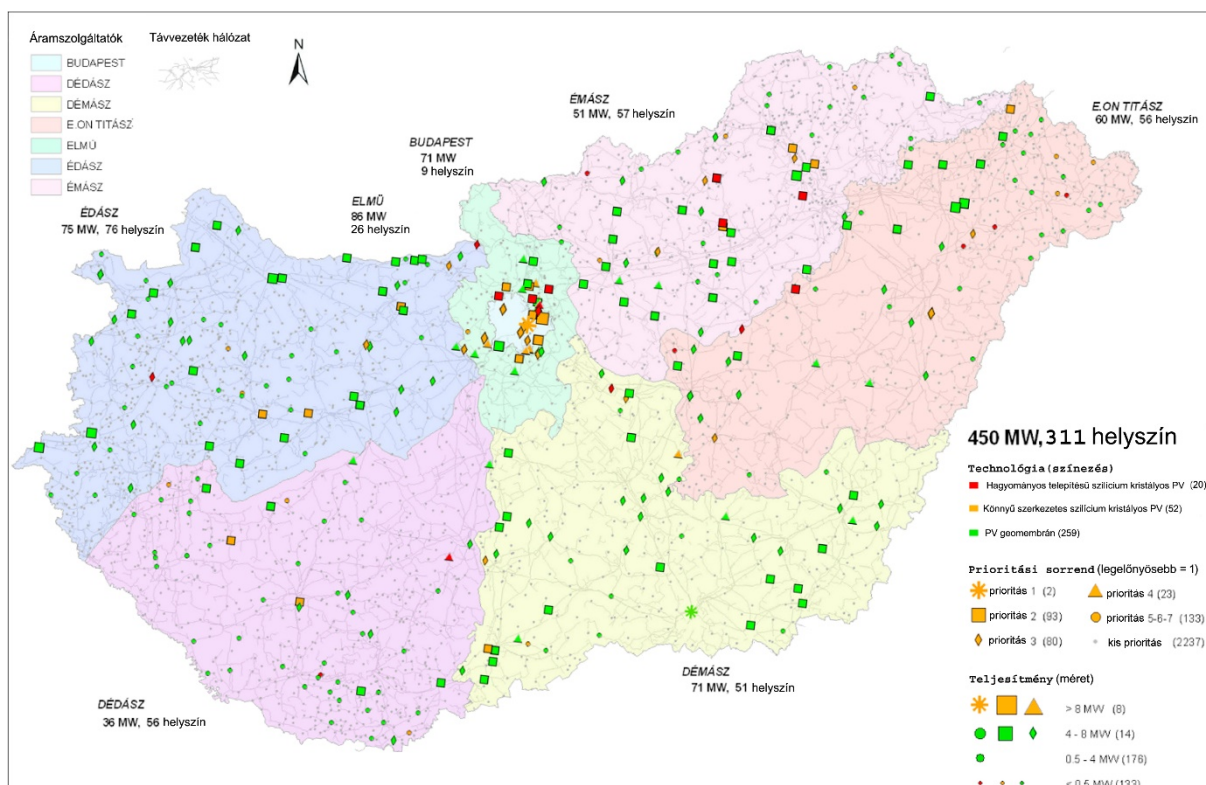 Áramszolgáltatók
Távvezeték hálózat
N
BUDAPEST
DÉDÁSZ
DÉMÁSZ
E.ON TITÁSZ
ELMŰ
ÉDÁSZ
ÉMÁSZ
ÉMÁSZ
51 MW, 57 helyszín
E.ON TITÁSZ
60 MW, 56 helyszín
BUDAPEST
71 MW
9 helyszín
ELMŰ
86 MW
26 helyszín
ÉDÁSZ
75 MW, 76 helyszín
DÉMÁSZ
71 MW, 51 helyszín
DÉDÁSZ
36 MW, 56 helyszín
450 MW, 311 helyszín
Technológia (színezés)
Hagyományos telepítésű szilícium kristályos PV (20)
Könnyű szerkezetes szilícium kristályos PV (52)
PV geomembrán (259)
Prioritási sorrend (legelőnyösebb = 1)
prioritás 1 (2)
prioritás 4 (23)
prioritás 2 (93)
prioritás 5-6-7 (133)
prioritás 3 (80)
kis prioritás (2237)
Teljesítmény (méret)
> 8 MW (8)
4 - 8 MW (14)
0.5 - 4 MW (176)
< 0.5 MW (133)